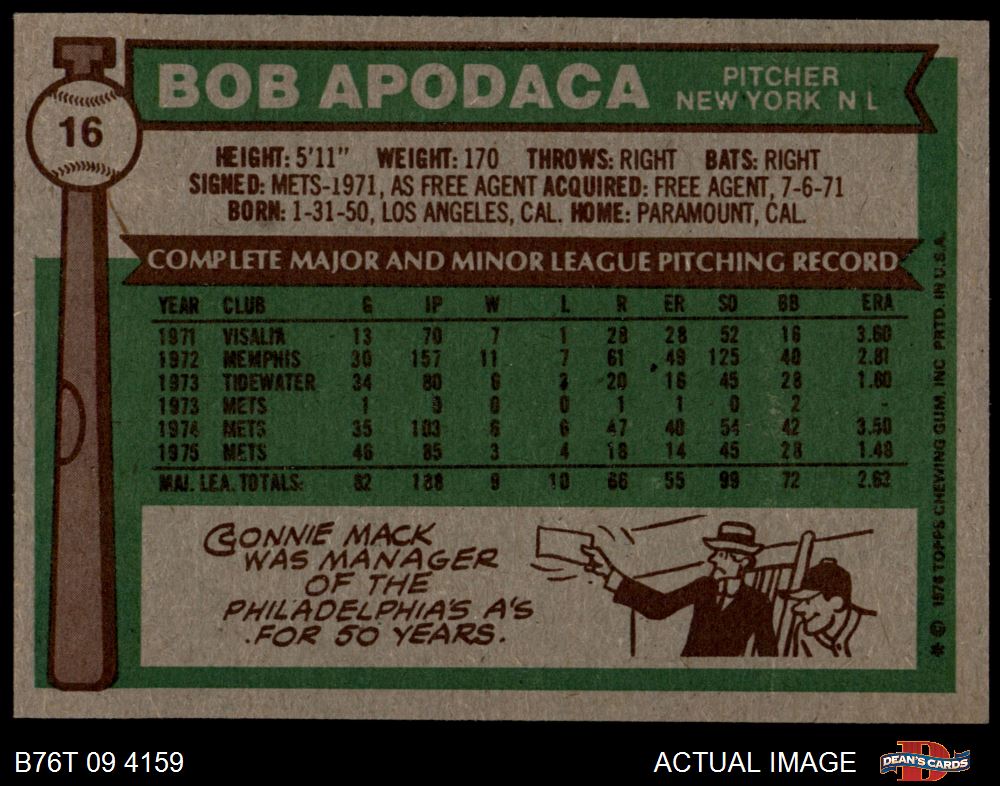 BOB APODACA
PITCHER
NEW YORK N L
16
HEIGHT: 5'11" WEIGHT: 170 THROWS: RIGHT BATS: RIGHT
SIGNED: METS-1971, AS FREE AGENT ACQUIRED: FREE AGENT, 7-6-71
BORN: 1-31-50, LOS ANGELES, CAL. HOME: PARAMOUNT, CAL.
COMPLETE MAJOR AND MINOR LEAGUE PITCHING RECORD
YEAR CLUB G IP W L R ER SO BB ERA
1971 VISALIA 13 70 7 1 28 28 52 16 3.60
1972 MEMPHIS 30 157 11 7 61 49 125 40 2.81
1973 TIDEWATER 34 80 6 20 16 45 28 1.80
1973 METS 1 0 0 0 1 1 0 2 -
1974 METS 35 103 6 6 47 40 54 42 3.50
1975 METS 46 85 3 4 18 14 45 28 1.48
MAJ. LEA. TOTALS: 82 188 9 10 66 55 99 72 2.63
CONNIE MACK
WAS MANAGER
OF THE
PHILADELPHIA'S A'S
FOR 50 YEARS.
* © 1976 TOPPS CHEWING GUM, INC PRTD. IN U.S.A.
B76T 09 4159
ACTUAL IMAGE
D
DEAN'S CARDS